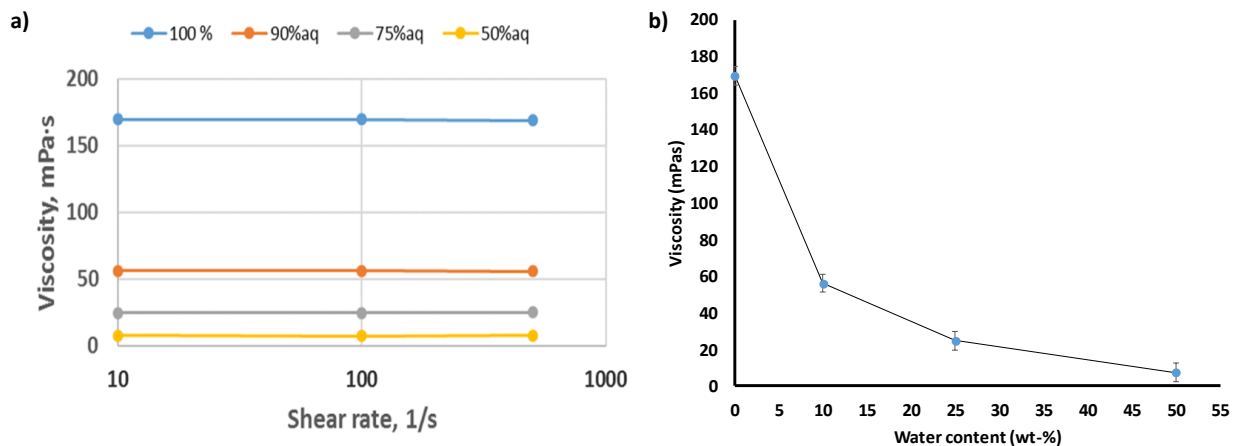 a)
100 % 90%aq 75%aq 50%aq
200
150
100
50
0
10 100 1000
Viscosity, mPa·s
Shear rate, 1/s
b)
200
180
160
140
120
100
80
60
40
20
0
0 5 10 15 20 25 30 35 40 45 50 55
Viscosity (mPas)
Water content (wt-%)